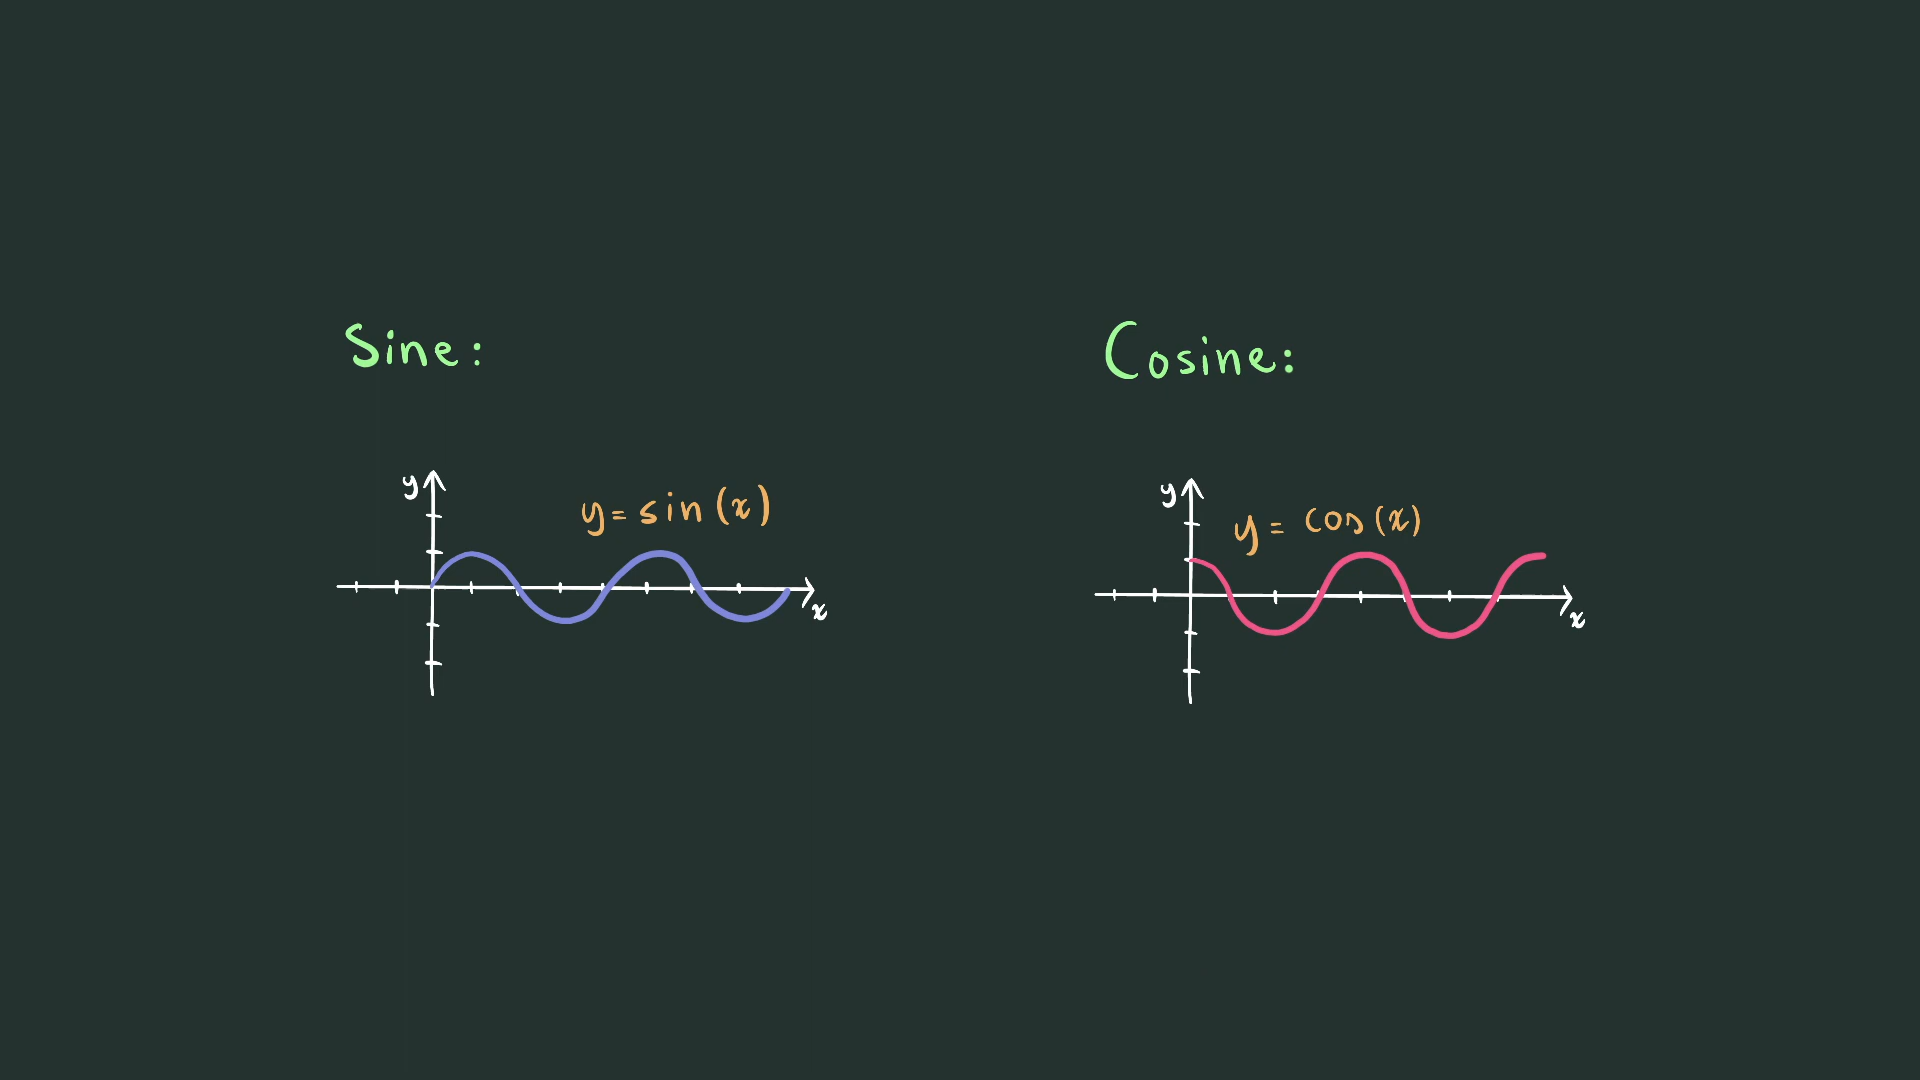 Sine:
y
y = sin (x)
x
Cosine:
y
y = cos (x)
x